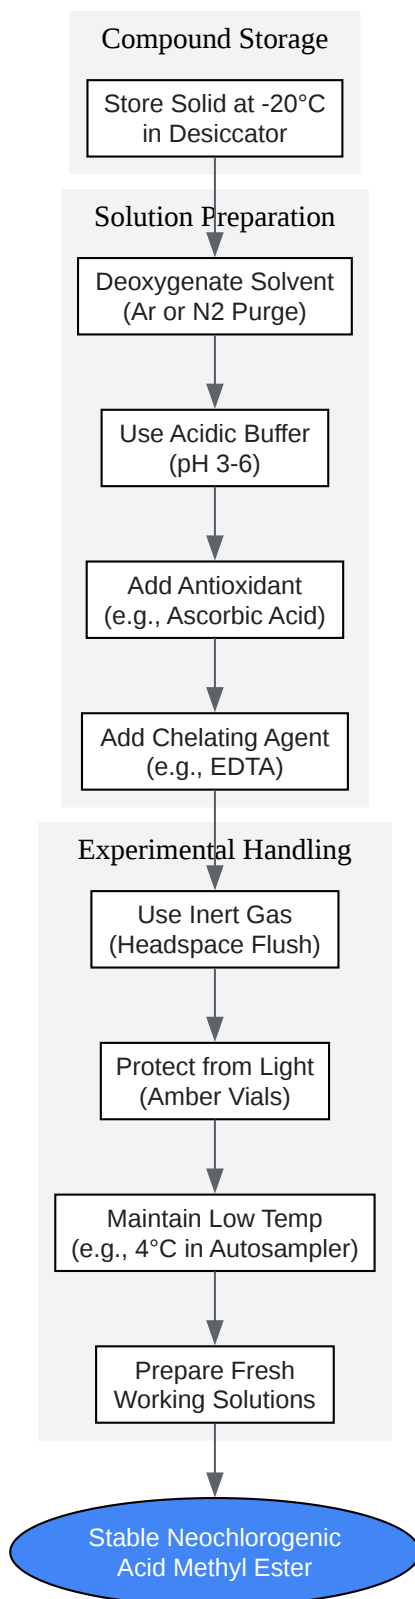 Compound Storage
Store Solid at -20°C
in Desiccator
Solution Preparation
Deoxygenate Solvent
(Ar or N2 Purge)
Use Acidic Buffer
(pH 3-6)
Add Antioxidant
(e.g., Ascorbic Acid)
Add Chelating Agent
(e.g., EDTA)
Experimental Handling
Use Inert Gas
(Headspace Flush)
Protect from Light
(Amber Vials)
Maintain Low Temp
(e.g., 4°C in Autosampler)
Prepare Fresh
Working Solutions
Stable Neochlorogenic
Acid Methyl Ester